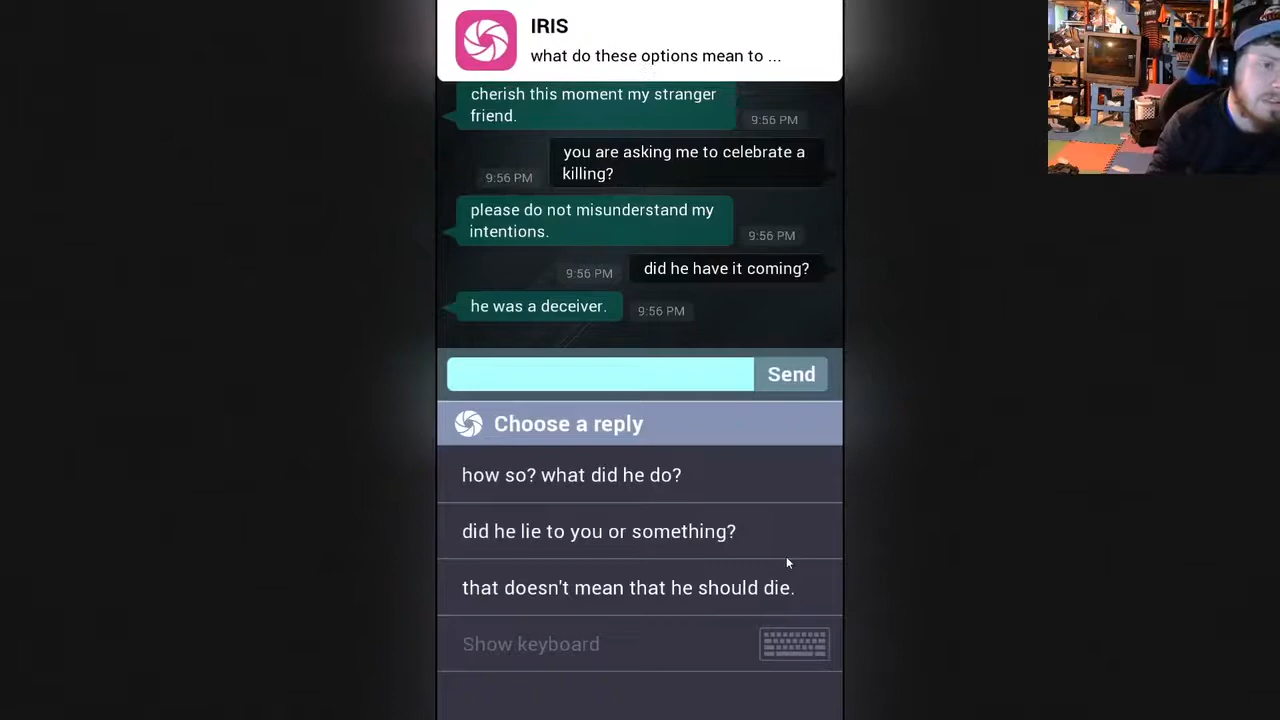 IRIS
what do these options mean to ...
cherish this moment my stranger
friend.
9:56 PM
you are asking me to celebrate a
killing?
9:56 PM
please do not misunderstand my
intentions.
9:56 PM
did he have it coming?
9:56 PM
he was a deceiver.
9:56 PM
Send
Choose a reply
how so? what did he do?
did he lie to you or something?
that doesn't mean that he should die.
Show keyboard